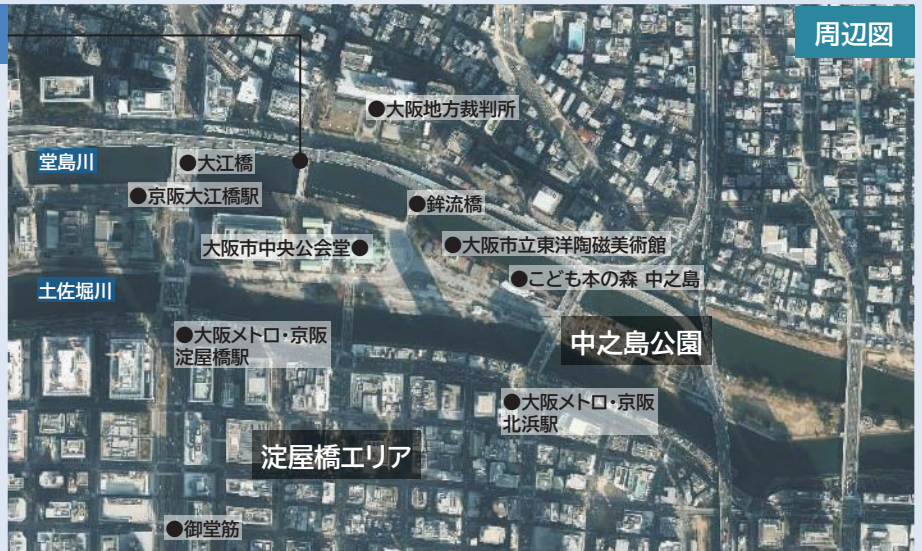 周辺図
●大阪地方裁判所
堂島川
●大江橋
●京阪大江橋駅
●鉾流橋
大阪市中央公会堂●
●大阪市立東洋陶磁美術館
●こども本の森 中之島
土佐堀川
●大阪メトロ・京阪
淀屋橋駅
中之島公園
●大阪メトロ・京阪
北浜駅
淀屋橋エリア
●御堂筋